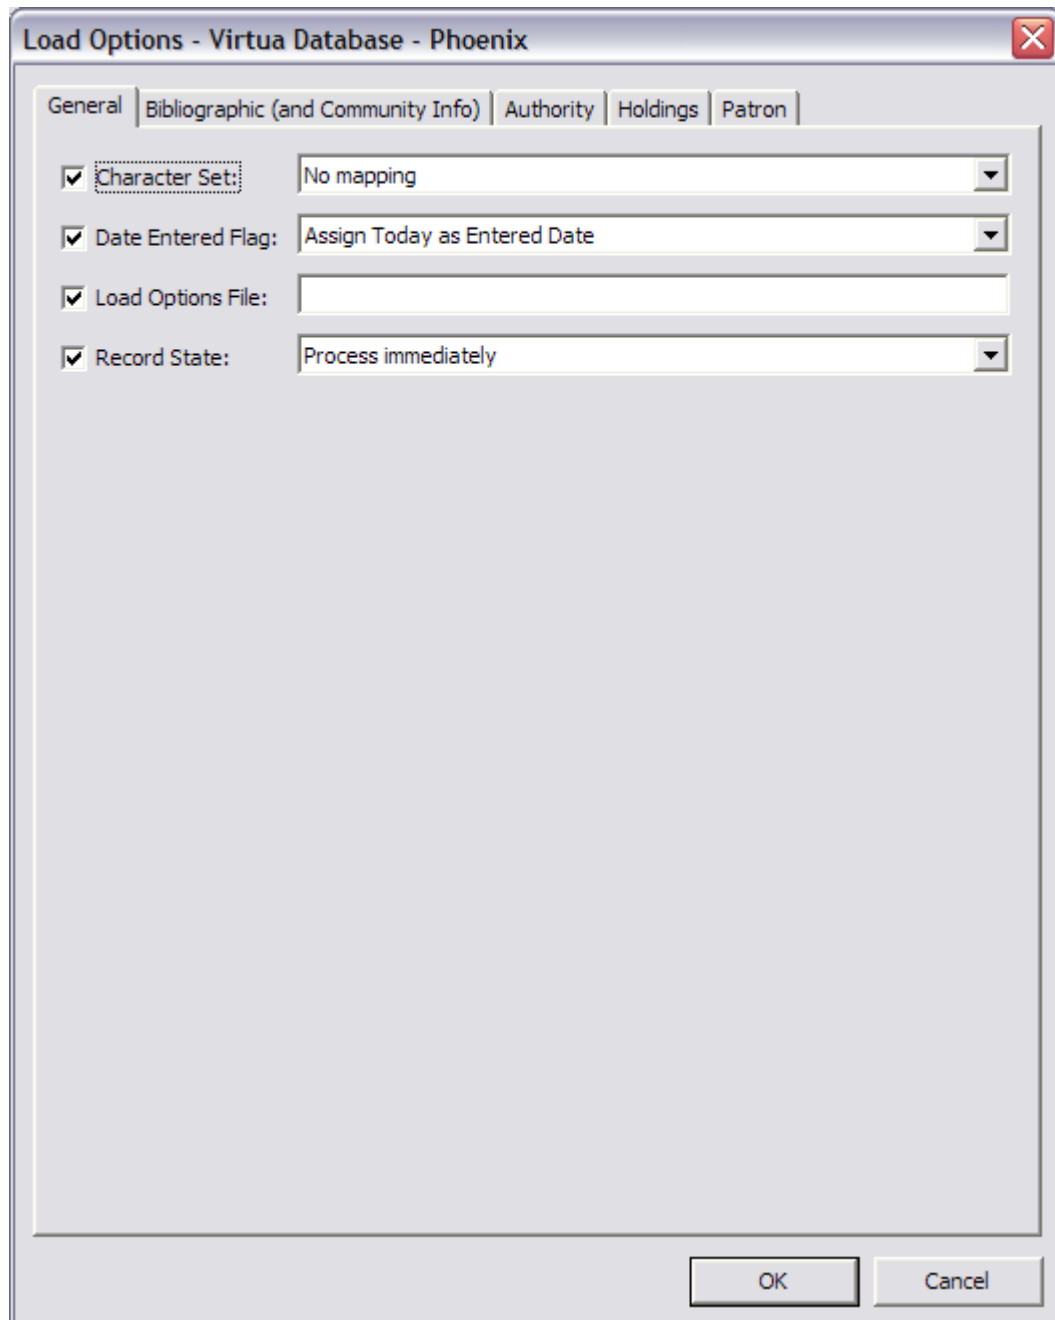 Load Options - Virtua Database - Phoenix
General Bibliographic (and Community Info) Authority Holdings Patron
Character Set: No mapping
Date Entered Flag: Assign Today as Entered Date
Load Options File:
Record State: Process immediately
OK Cancel